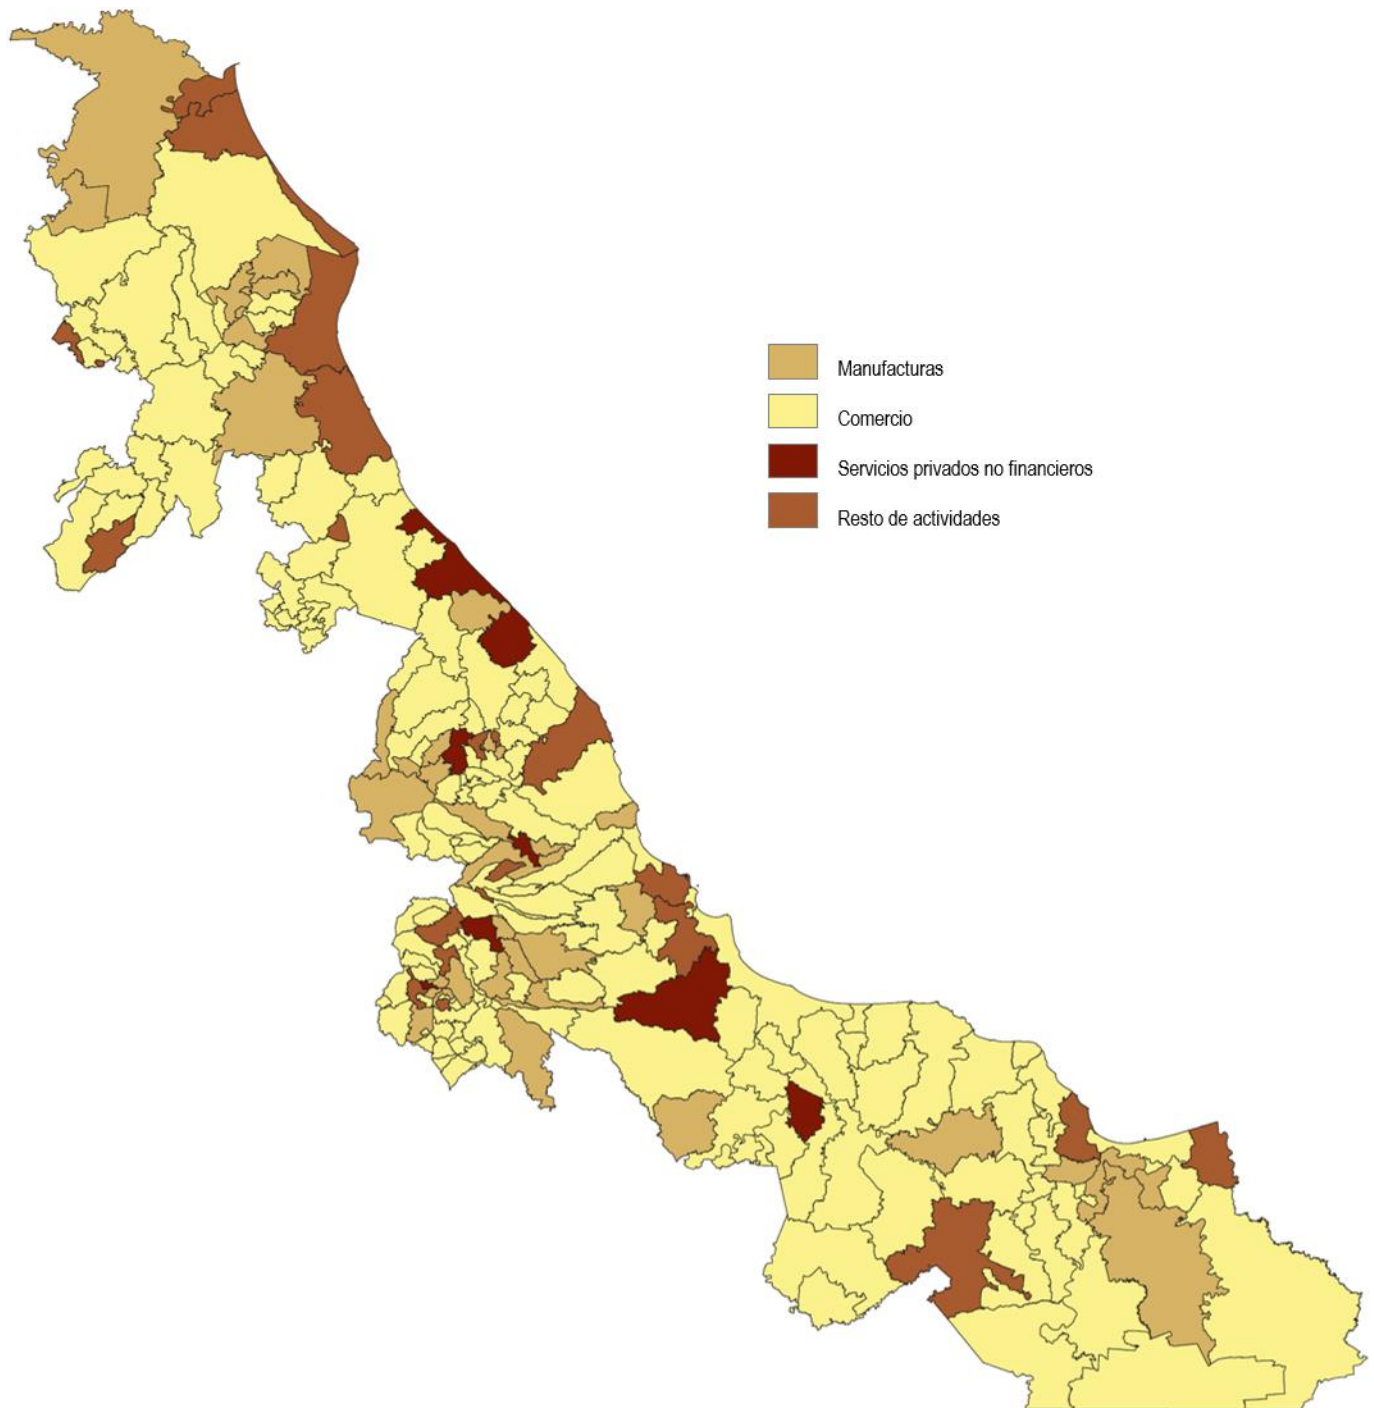 Manufacturas
Comercio
Servicios privados no financieros
Resto de actividades